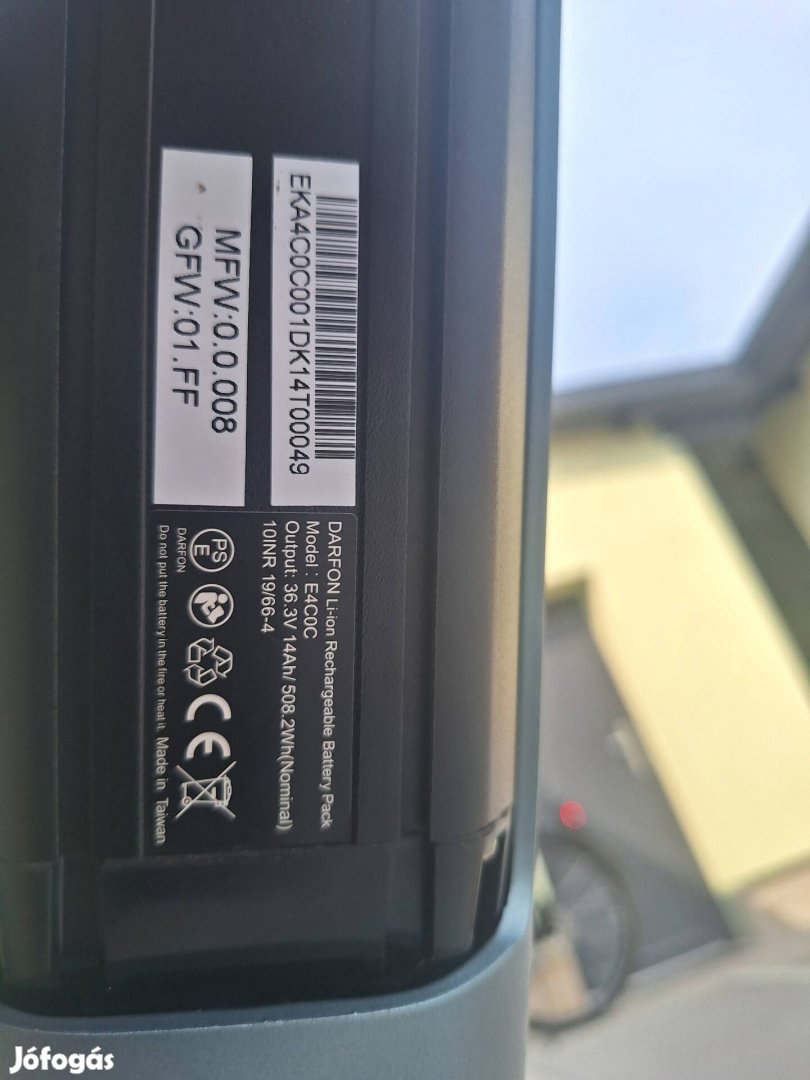 EKA4C0C001DK14T00049
MFW:0.0.008
GFW:01.FF
DARFON Li-ion Rechargeable Battery Pack
Model : E4C0C
Output: 36.3V 14Ah/ 508.2Wh(Nominal)
10INR 19/66-4
PS
E
DARFON
Do not put the battery in the fire or heat it. Made in Taiwan
Jófogás